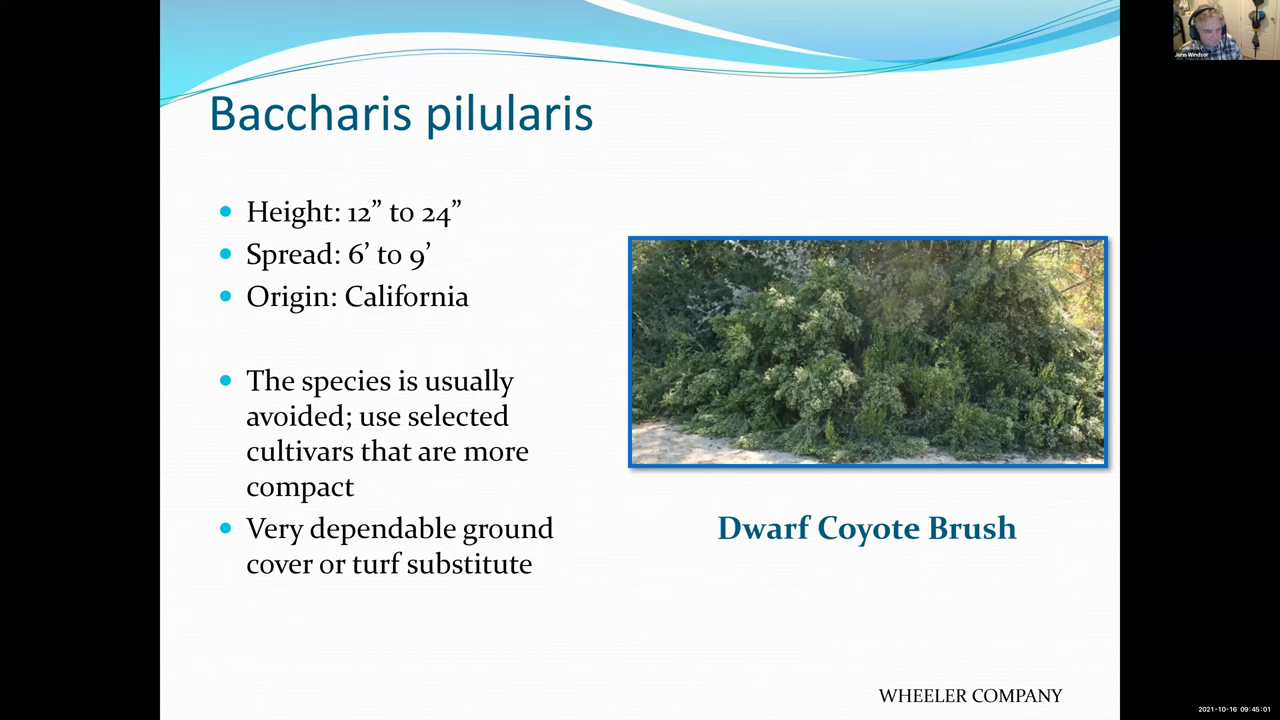 John Windsor
Baccharis pilularis
Height: 12” to 24”
Spread: 6’ to 9’
Origin: California
The species is usually
avoided; use selected
cultivars that are more
compact
Very dependable ground
cover or turf substitute
Dwarf Coyote Brush
WHEELER COMPANY
2021-10-16 09:45:01